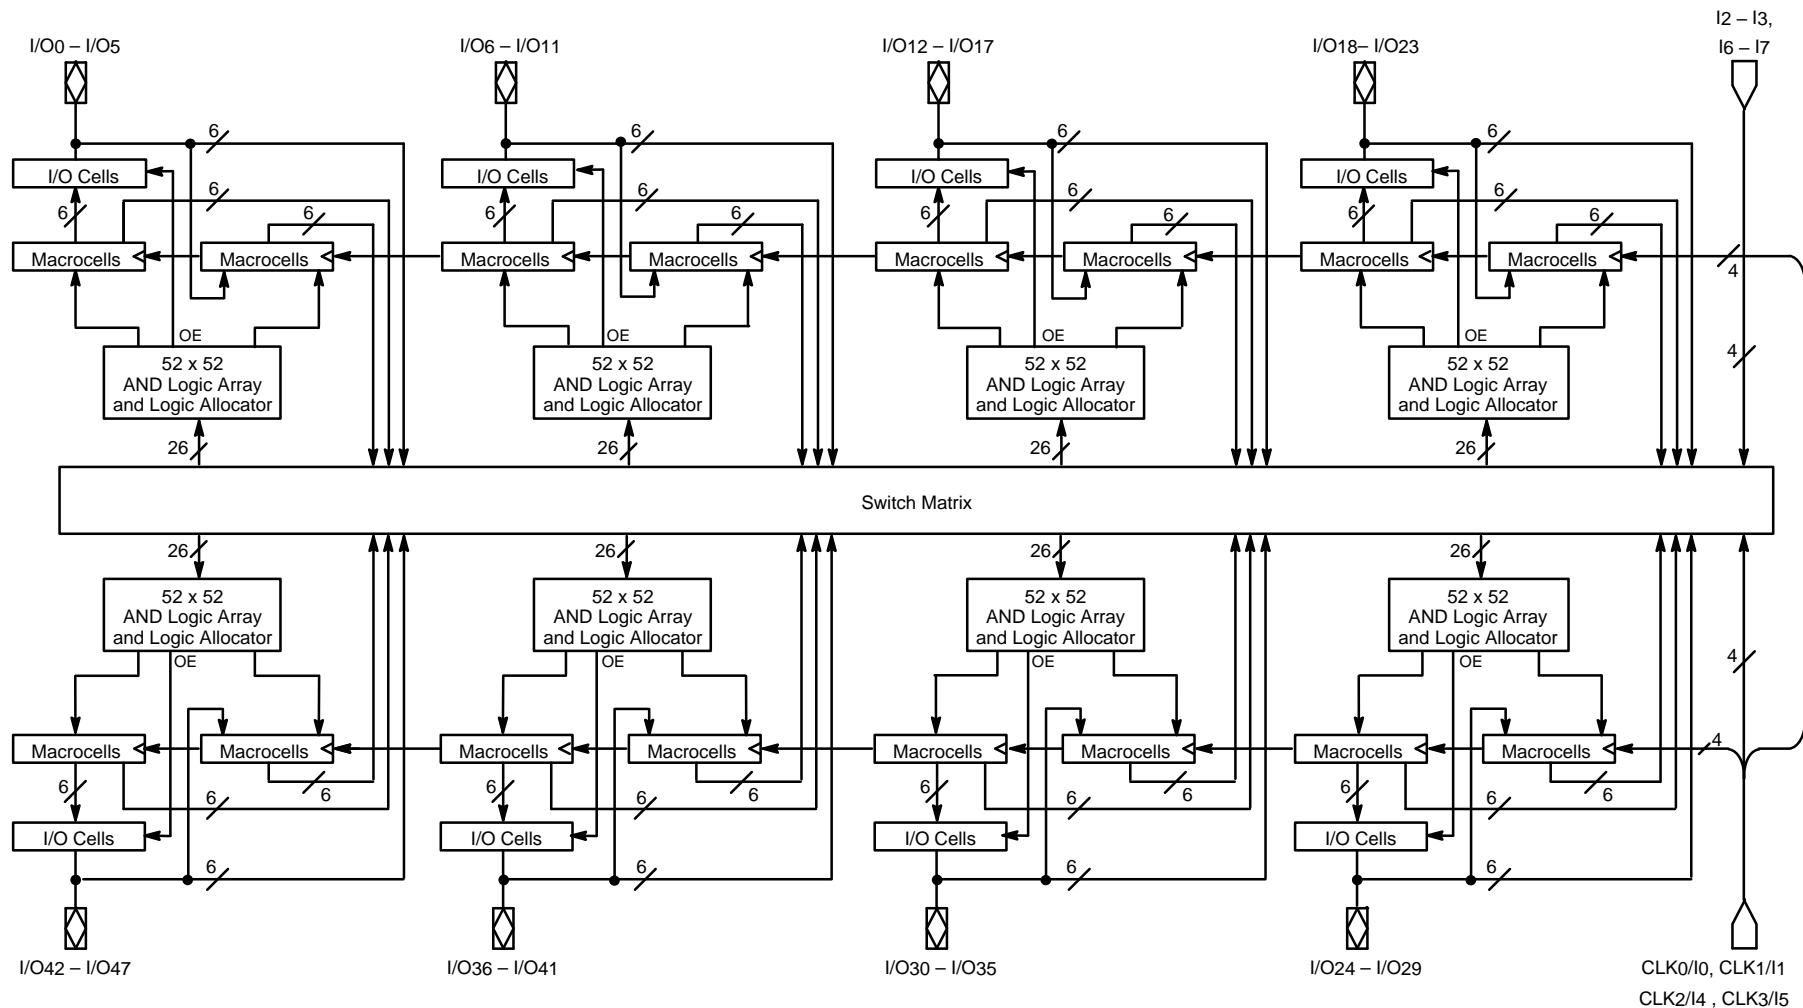 I/O0 – I/O5
I/O6 – I/O11
I/O12 – I/O17
I/O18– I/O23
I2 – I3,
I6 – I7
6
6
6
6
I/O Cells
I/O Cells
I/O Cells
I/O Cells
6
6
6
6
6
6
6
6
6
6
6
6
Macrocells
Macrocells
Macrocells
Macrocells
Macrocells
Macrocells
Macrocells
Macrocells
4
OE
OE
OE
OE
52 x 52
AND Logic Array
and Logic Allocator
52 x 52
AND Logic Array
and Logic Allocator
52 x 52
AND Logic Array
and Logic Allocator
52 x 52
AND Logic Array
and Logic Allocator
4
26
26
26
26
Switch Matrix
26
26
26
26
52 x 52
AND Logic Array
and Logic Allocator
52 x 52
AND Logic Array
and Logic Allocator
52 x 52
AND Logic Array
and Logic Allocator
52 x 52
AND Logic Array
and Logic Allocator
OE
OE
OE
OE
4
Macrocells
Macrocells
Macrocells
Macrocells
Macrocells
Macrocells
Macrocells
Macrocells
4
6
6
6
6
6
6
6
6
6
6
6
6
I/O Cells
I/O Cells
I/O Cells
I/O Cells
6
6
6
6
I/O42 – I/O47
I/O36 – I/O41
I/O30 – I/O35
I/O24 – I/O29
CLK0/I0, CLK1/I1
CLK2/I4 , CLK3/I5